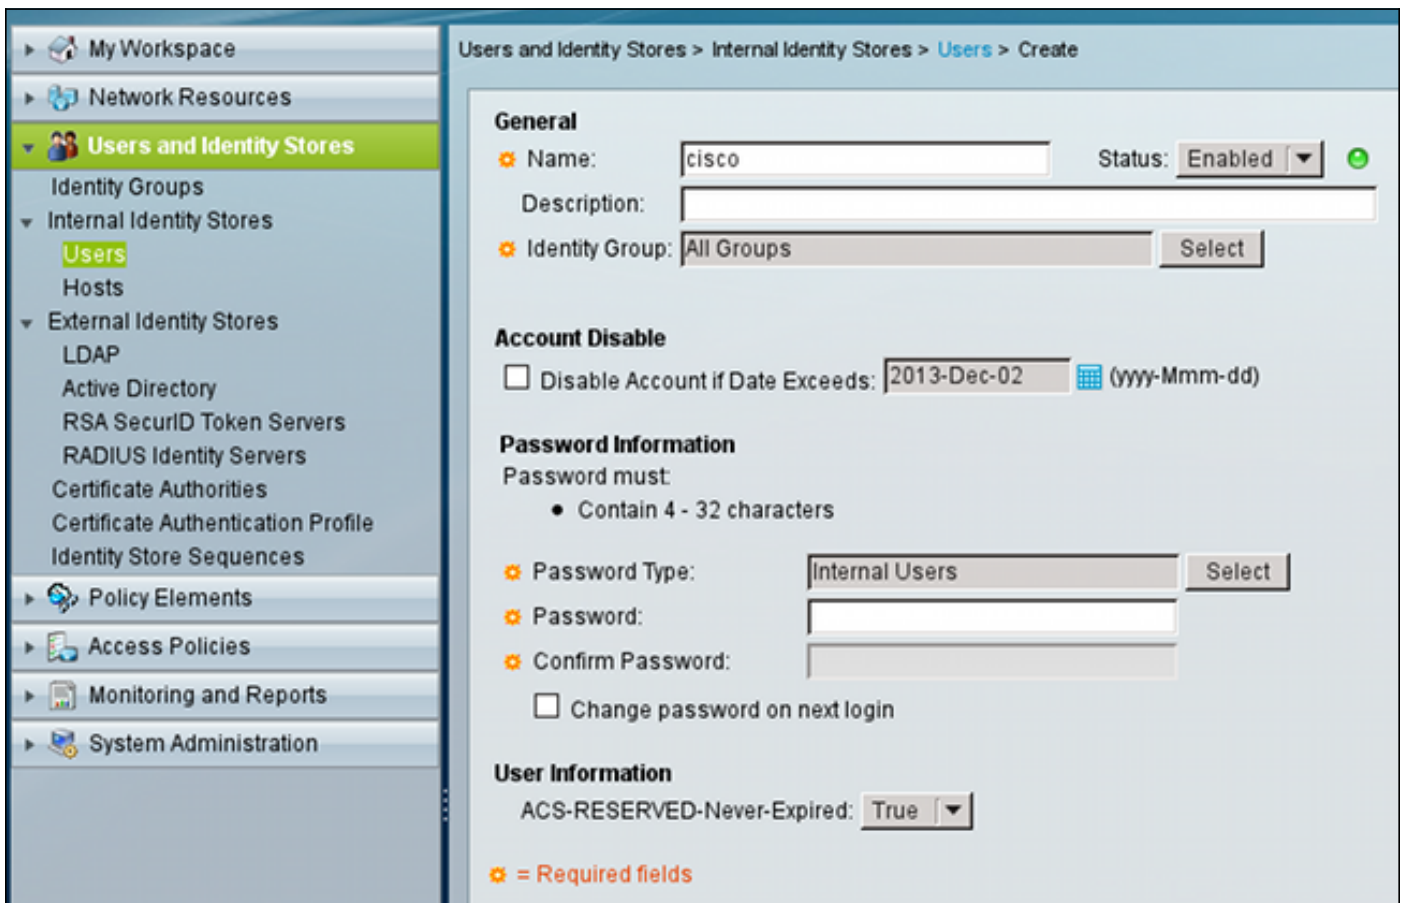 My Workspace
Network Resources
Users and Identity Stores
Identity Groups
Internal Identity Stores
Users
Hosts
External Identity Stores
LDAP
Active Directory
RSA SecurID Token Servers
RADIUS Identity Servers
Certificate Authorities
Certificate Authentication Profile
Identity Store Sequences
Policy Elements
Access Policies
Monitoring and Reports
System Administration
Users and Identity Stores > Internal Identity Stores > Users > Create
General
Name: cisco Status: Enabled
Description:
Identity Group: All Groups Select
Account Disable
Disable Account if Date Exceeds: 2013-Dec-02 (yyyy-Mmm-dd)
Password Information
Password must:
• Contain 4 - 32 characters
Password Type: Internal Users Select
Password:
Confirm Password:
Change password on next login
User Information
ACS-RESERVED-Never-Expired: True
= Required fields